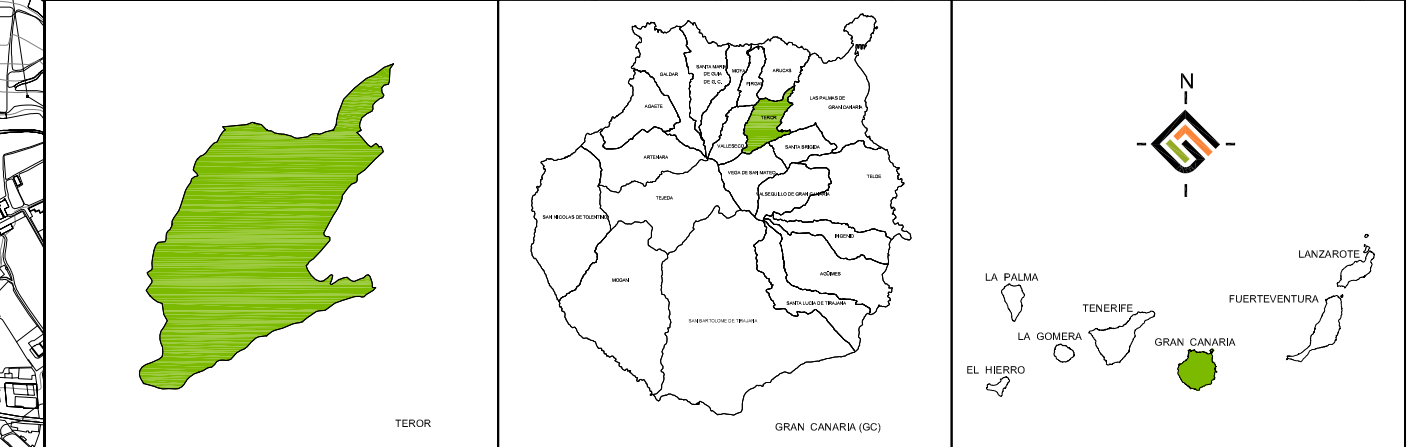 TEROR
GALDAR
SANTA MARIA
DE GUIA
DE G. C.
MOYA
FIRGAS
ARUCAS
LAS PALMAS DE
GRAN CANARIA
AGAETE
TEROR
VALLESECO
SANTA BRIGIDA
ARTENARA
VEGA DE SAN MATEO
TELDE
TEJEDA
VALSEQUILLO DE GRAN CANARIA
SAN NICOLAS DE TOLENTINO
INGENIO
MOGAN
AGÜIMES
SANTA LUCIA DE TIRAJANA
SAN BARTOLOME DE TIRAJANA
GRAN CANARIA (GC)
N
LANZAROTE
LA PALMA
FUERTEVENTURA
TENERIFE
LA GOMERA
GRAN CANARIA
EL HIERRO